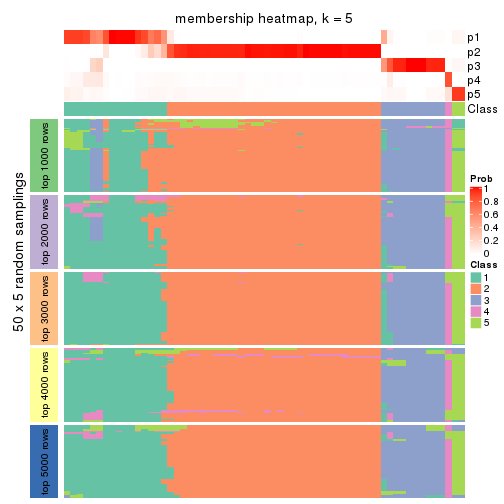 membership heatmap, k = 5
p1
p2
p3
p4
p5
Class
50 x 5 random samplings
top 1000 rows
top 2000 rows
top 3000 rows
top 4000 rows
top 5000 rows
Prob
1
0.8
0.6
0.4
0.2
0
Class
1
2
3
4
5